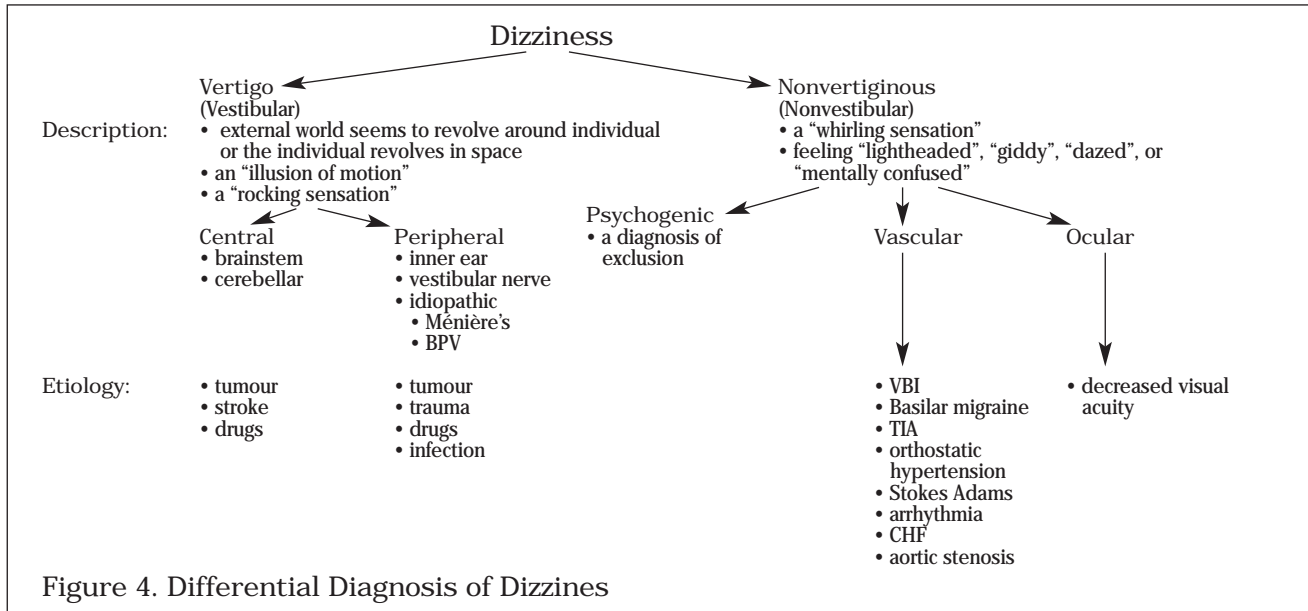 Dizziness
Vertigo
(Vestibular)
Nonvertiginous
(Nonvestibular)
Description:
• external world seems to revolve around individual
or the individual revolves in space
• an “illusion of motion”
• a “rocking sensation”
• a “whirling sensation”
• feeling “lightheaded”, “giddy”, “dazed”, or
“mentally confused”
Central
• brainstem
• cerebellar
Peripheral
• inner ear
• vestibular nerve
• idiopathic
• Ménière’s
• BPV
Psychogenic
• a diagnosis of
exclusion
Vascular
Ocular
Etiology:
• tumour
• stroke
• drugs
• tumour
• trauma
• drugs
• infection
• VBI
• Basilar migraine
• TIA
• orthostatic
hypertension
• Stokes Adams
• arrhythmia
• CHF
• aortic stenosis
• decreased visual
acuity
Figure 4. Differential Diagnosis of Dizzines